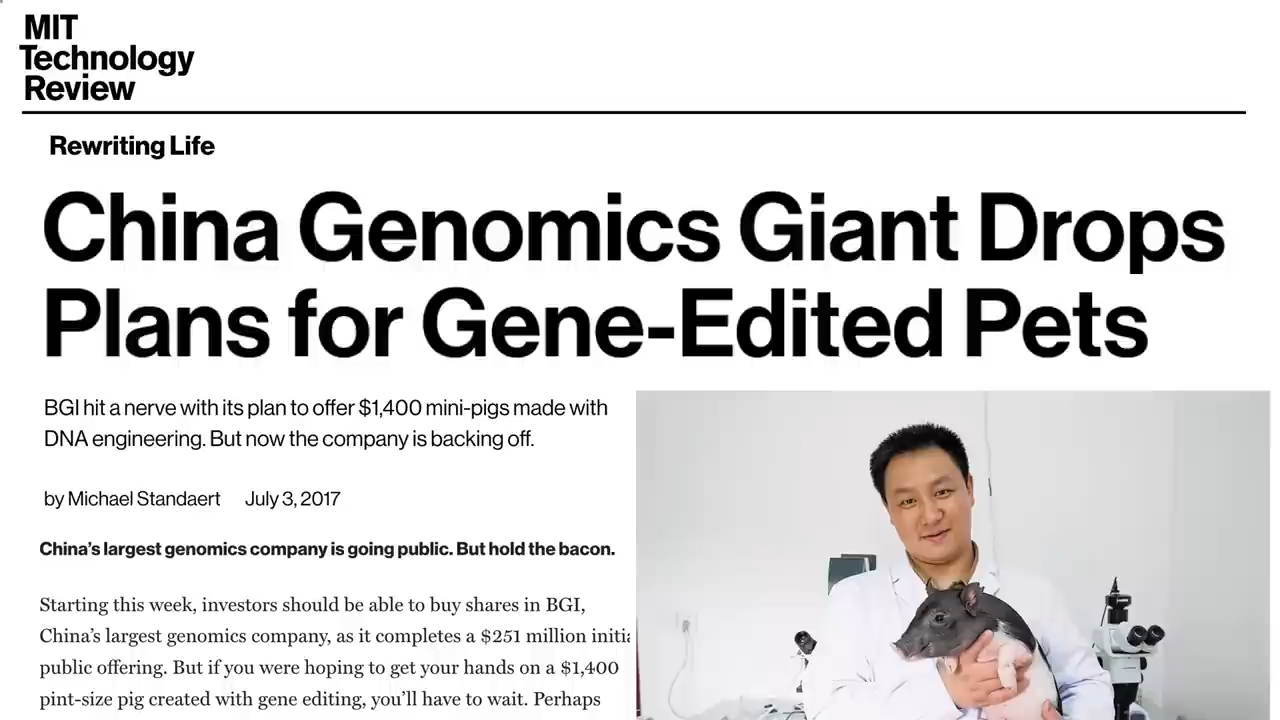 MIT
Technology
Review
Rewriting Life
China Genomics Giant Drops
Plans for Gene-Edited Pets
BGI hit a nerve with its plan to offer $1,400 mini-pigs made with
DNA engineering. But now the company is backing off.
by Michael Standaert July 3, 2017
China’s largest genomics company is going public. But hold the bacon.
Starting this week, investors should be able to buy shares in BGI,
China’s largest genomics company, as it completes a $251 million initia
public offering. But if you were hoping to get your hands on a $1,400
pint-size pig created with gene editing, you’ll have to wait. Perhaps